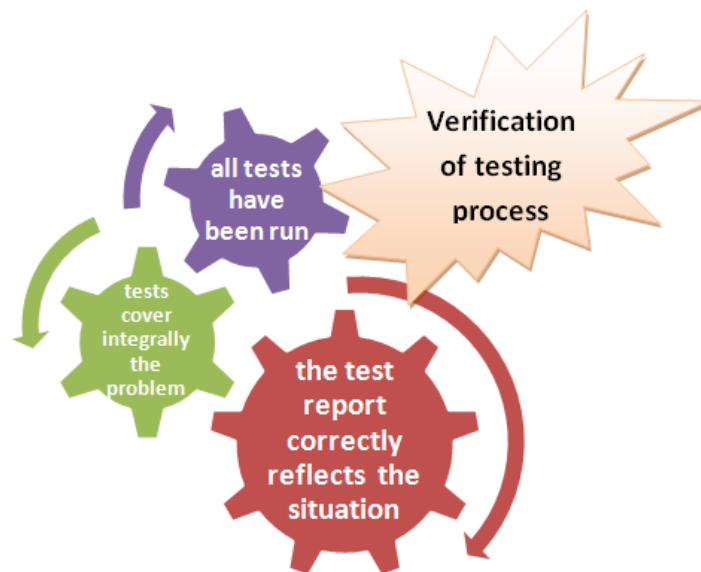 Verification
of testing
process
all tests
have
been run
tests
cover
integrally
the
problem
the test
report
correctly
reflects the
situation